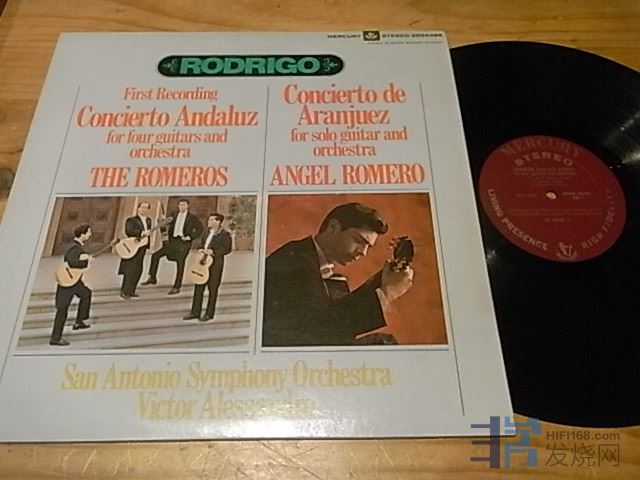 MERCURY STEREO SR90488
RODRIGO
First Recording
Concierto Andaluz
for four guitars and
orchestra
THE ROMEROS
Concierto de
Aranjuez
for solo guitar and
orchestra
ANGEL ROMERO
San Antonio Symphony Orchestra
Victor Alessandro
MERCURY
STEREO
LIVING PRESENCE
HIGH FIDELITY
HIFI168.com
发烧网